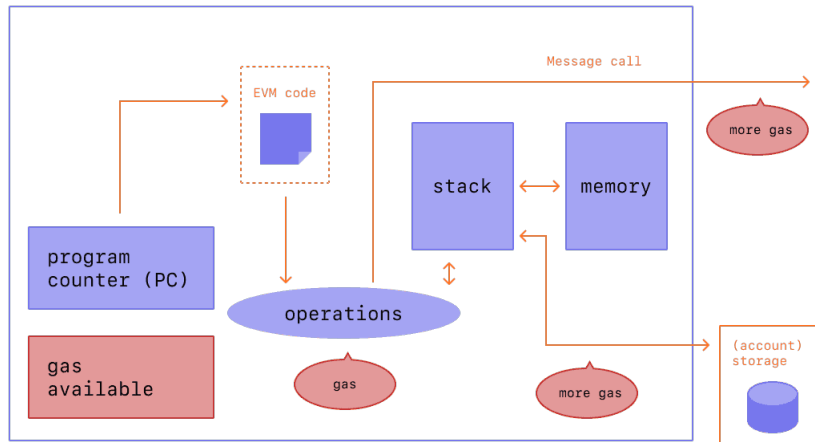 Message call
EVM code
more gas
stack
memory
program
counter (PC)
operations
(account)
storage
gas
available
gas
more gas